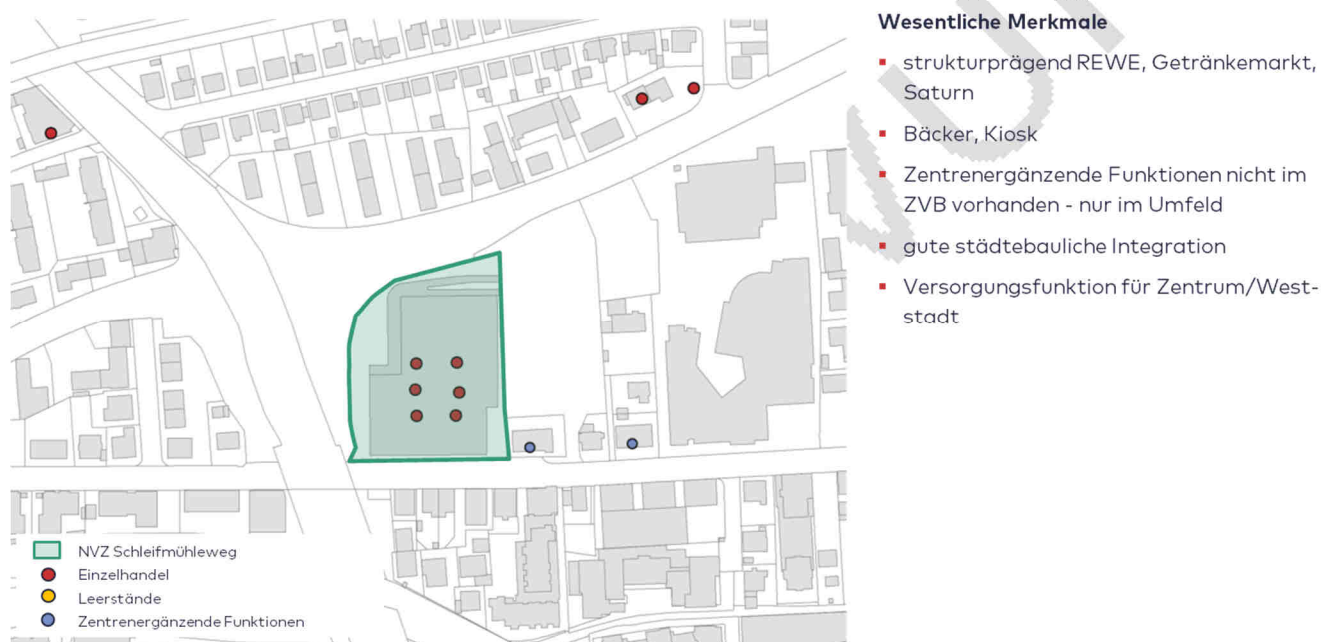 Wesentliche Merkmale
strukturprägend REWE, Getränkemarkt,
Saturn
Bäcker, Kiosk
Zentrenergänzende Funktionen nicht im
ZVB vorhanden - nur im Umfeld
gute städtebauliche Integration
Versorgungsfunktion für Zentrum/West-
stadt
NVZ Schleifmühleweg
Einzelhandel
Leerstände
Zentrenergänzende Funktionen